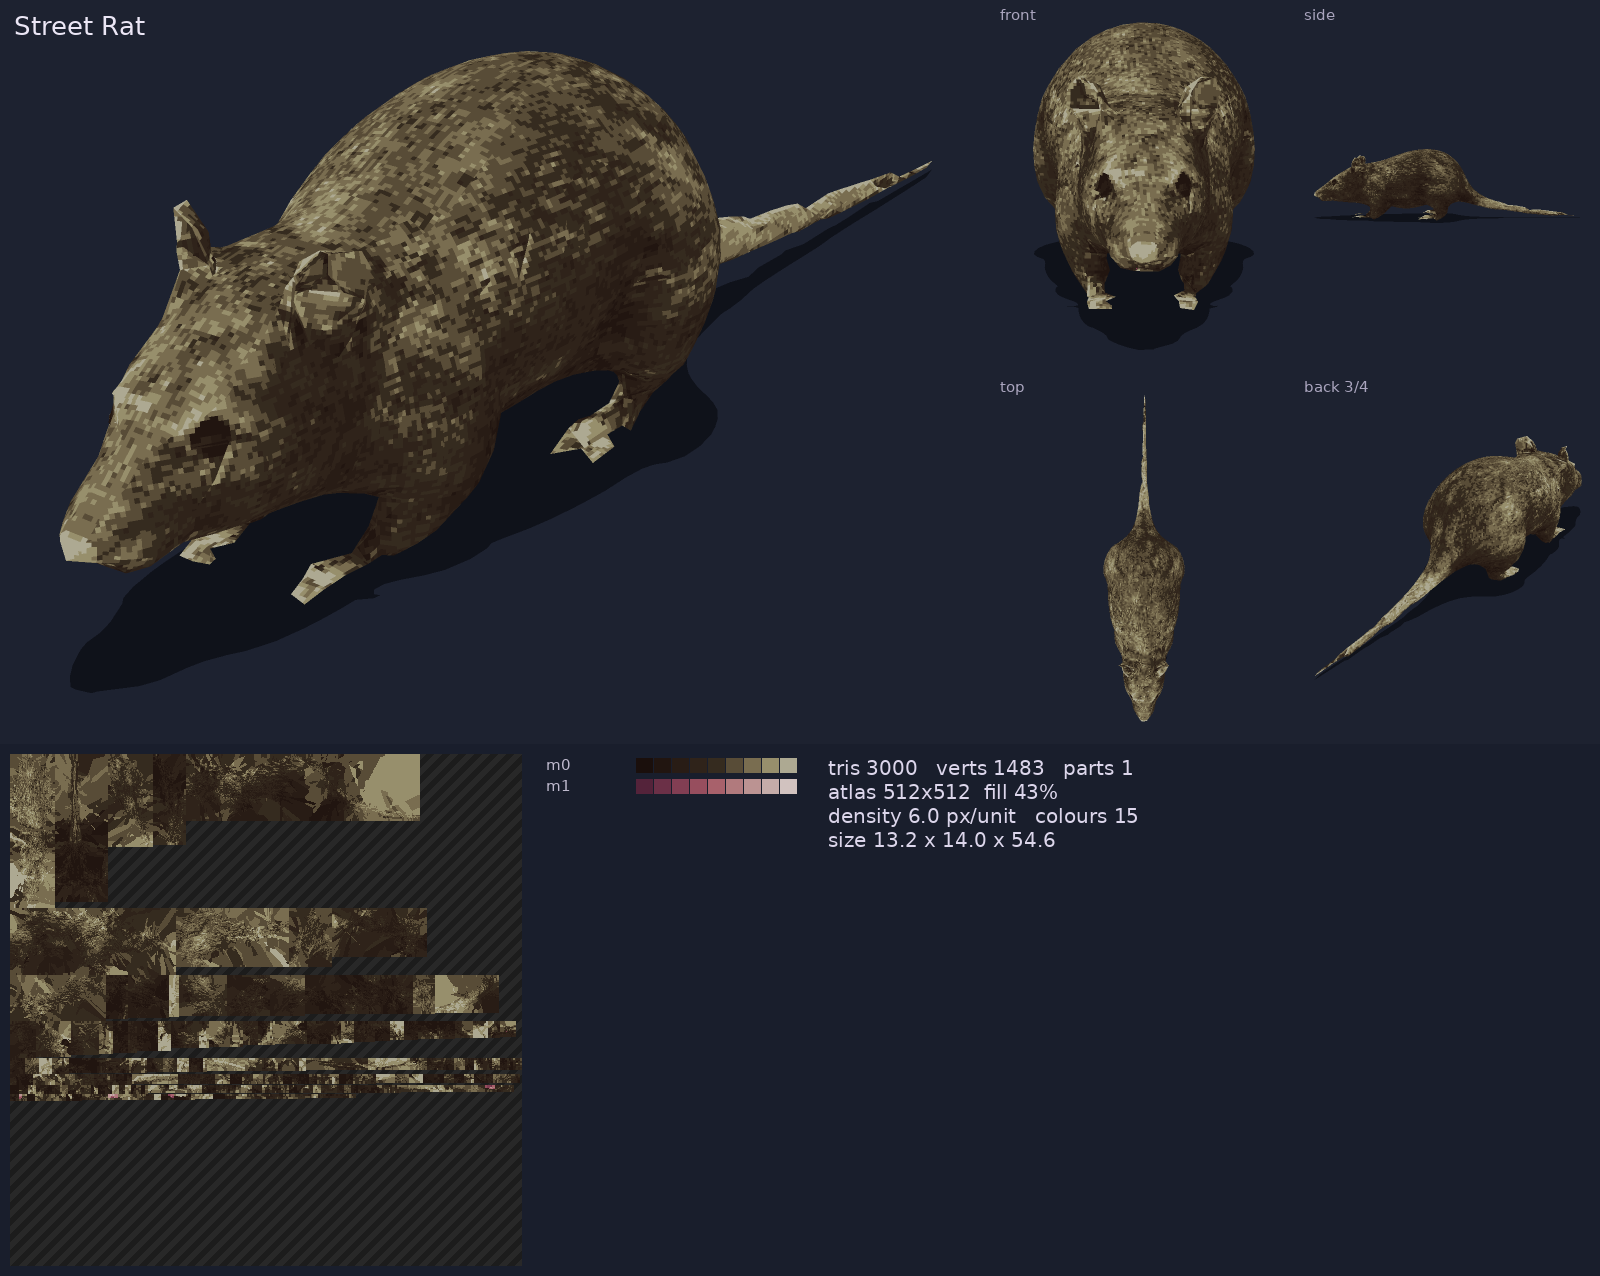 Street Rat
front
side
top
back 3/4
m0
m1
tris 3000 verts 1483 parts 1
atlas 512x512 fill 43%
density 6.0 px/unit colours 15
size 13.2 x 14.0 x 54.6